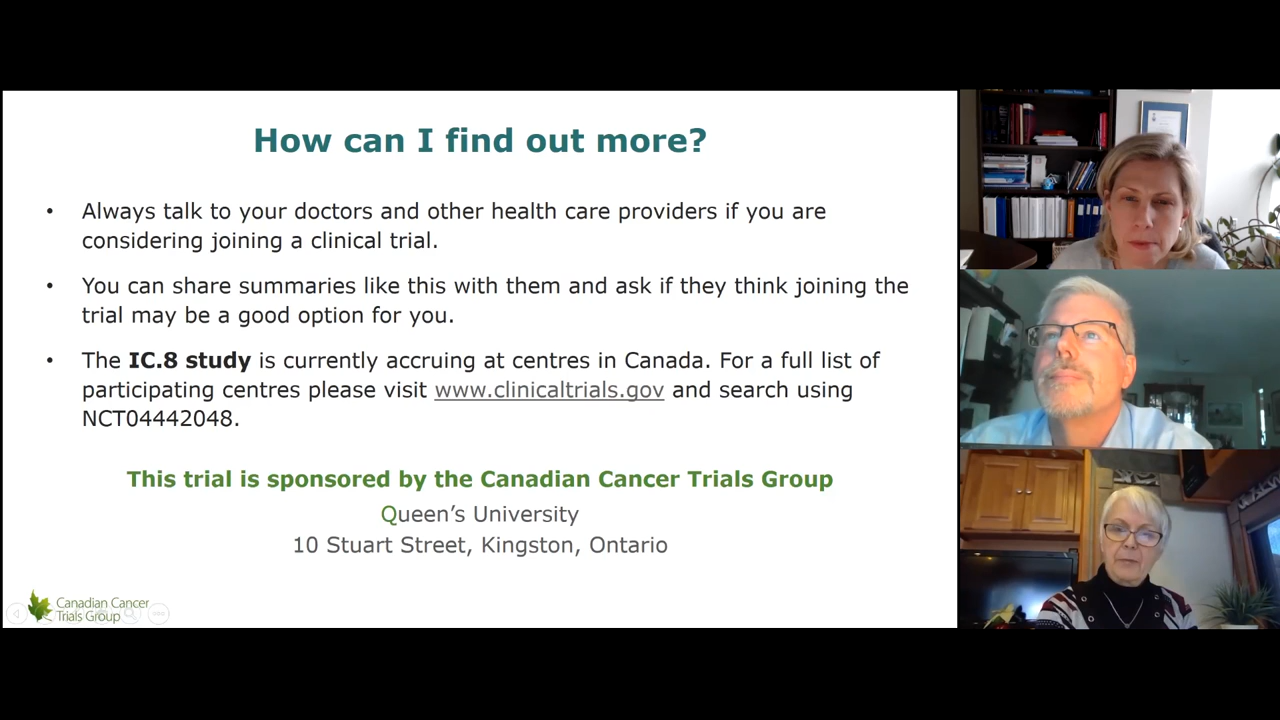 How can I find out more?
• Always talk to your doctors and other health care providers if you are
considering joining a clinical trial.
• You can share summaries like this with them and ask if they think joining the
trial may be a good option for you.
• The IC.8 study is currently accruing at centres in Canada. For a full list of
participating centres please visit www.clinicaltrials.gov and search using
NCT04442048.
This trial is sponsored by the Canadian Cancer Trials Group
Queen’s University
10 Stuart Street, Kingston, Ontario
Canadian Cancer
Trials Group